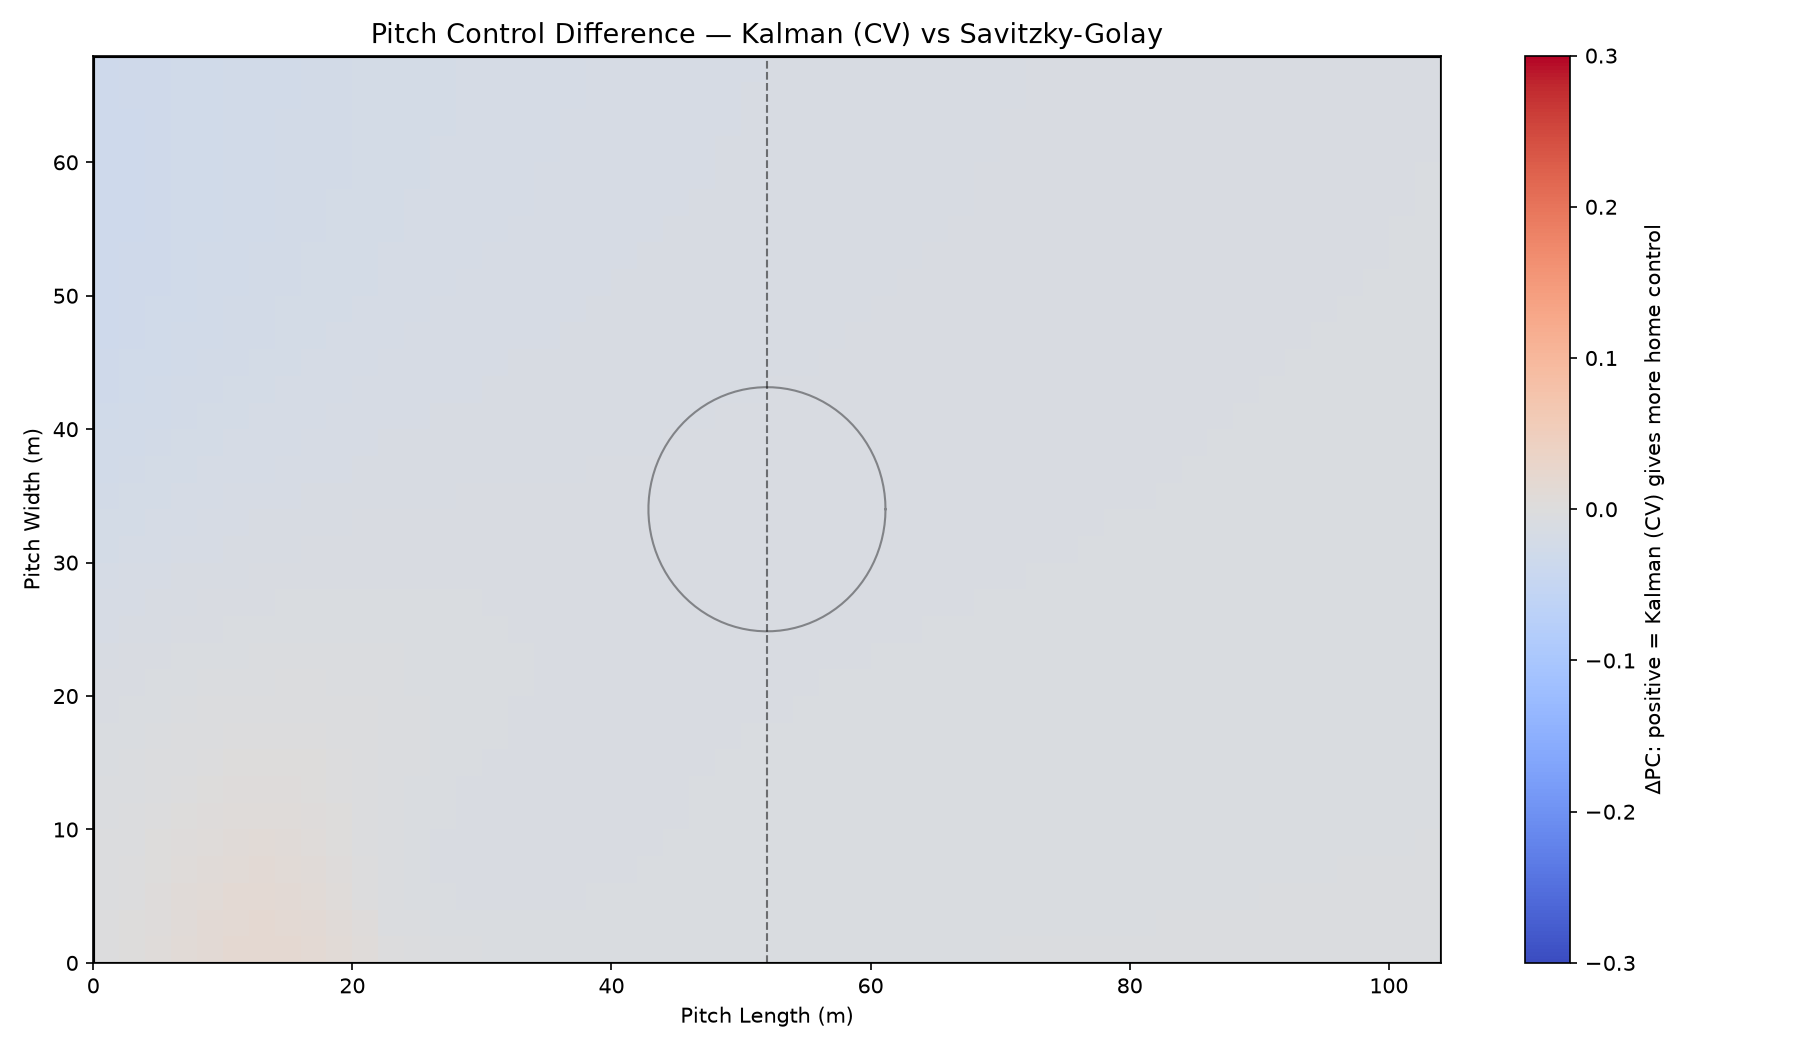 Pitch Control Difference — Kalman (CV) vs Savitzky-Golay
Pitch Width (m)
60
50
40
30
20
10
0
0 20 40 60 80 100
Pitch Length (m)
0.3
0.2
0.1
0.0
−0.1
−0.2
−0.3
ΔPC: positive = Kalman (CV) gives more home control